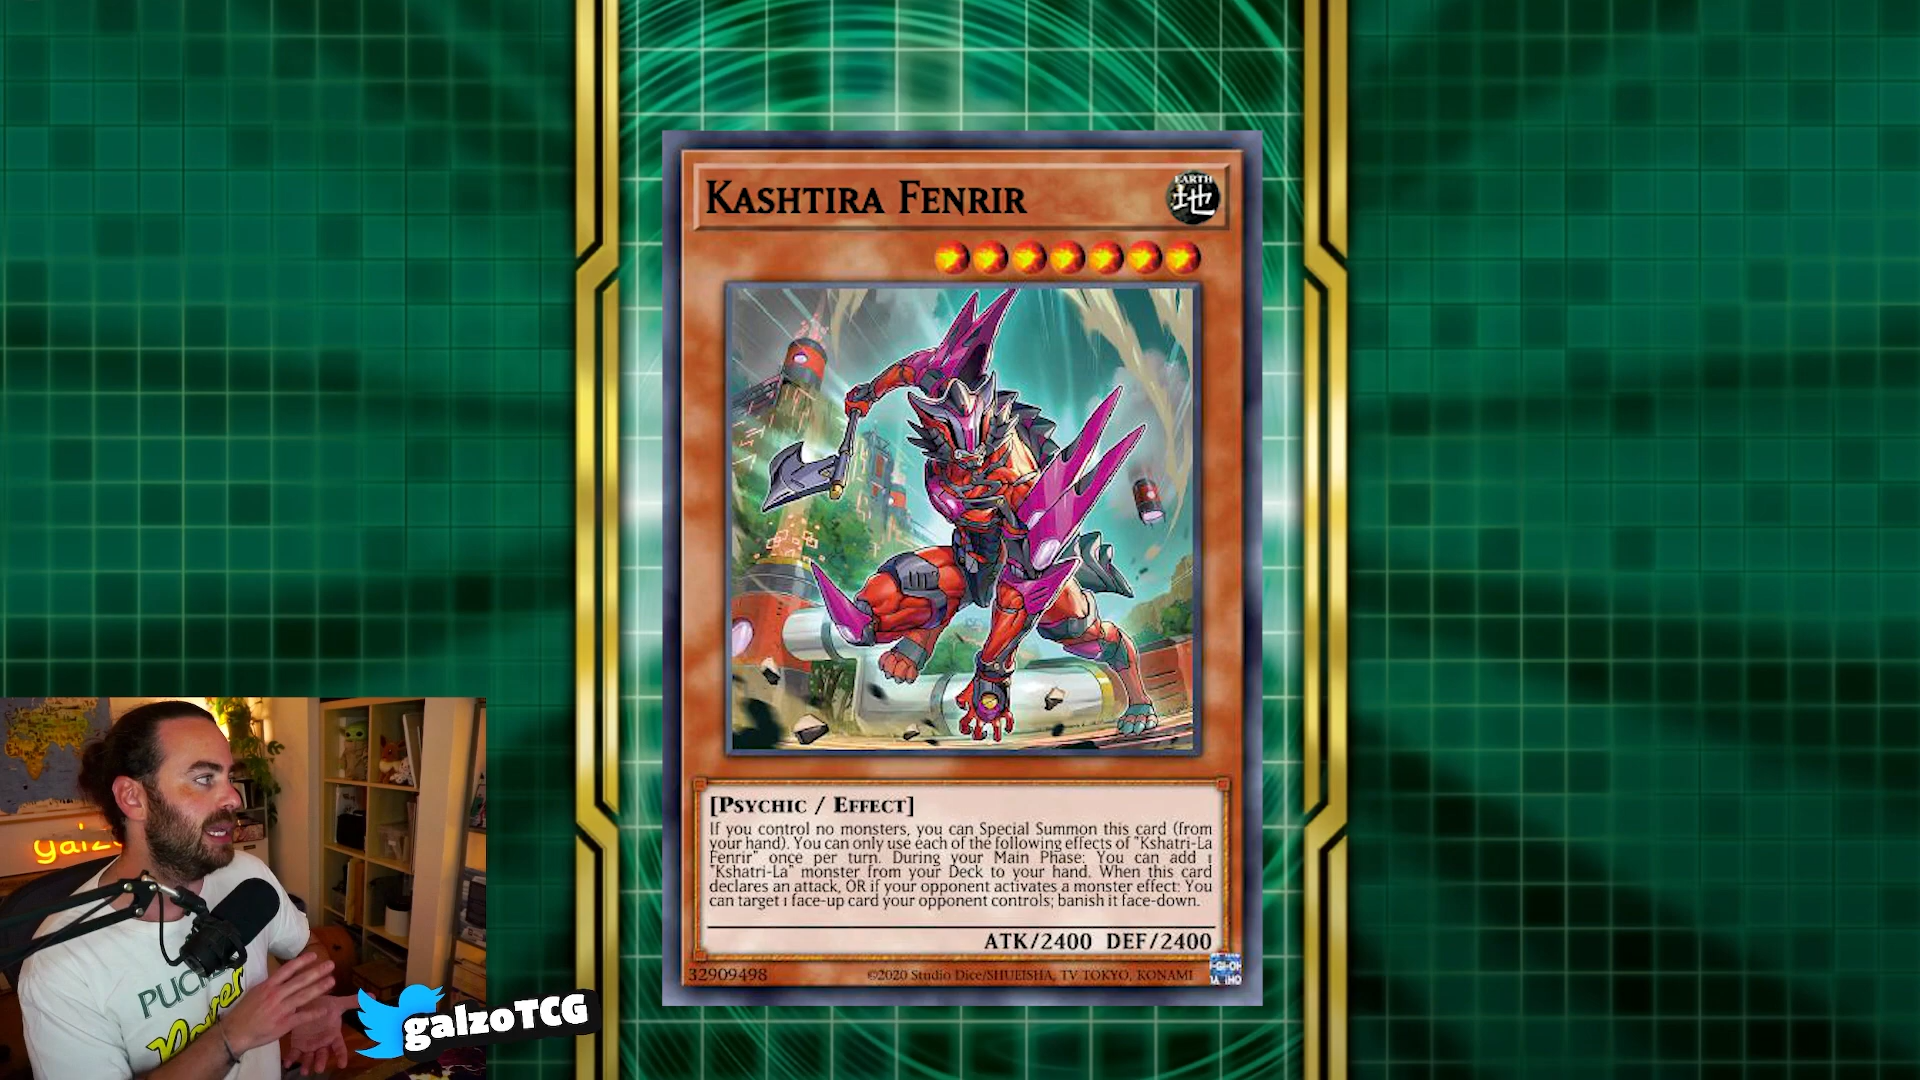 KASHTIRA FENRIR
EARTH
地
[PSYCHIC / EFFECT]
If you control no monsters, you can Special Summon this card (from
your hand). You can only use each of the following effects of "Kshatri-La
Fenrir" once per turn. During your Main Phase: You can add 1
"Kshatri-La" monster from your Deck to your hand. When this card
declares an attack, OR if your opponent activates a monster effect: You
can target 1 face-up card your opponent controls; banish it face-down.
ATK/2400 DEF/2400
32909498
©2020 Studio Dice/SHUEISHA, TV TOKYO, KONAMI
galzo
galzoTCG